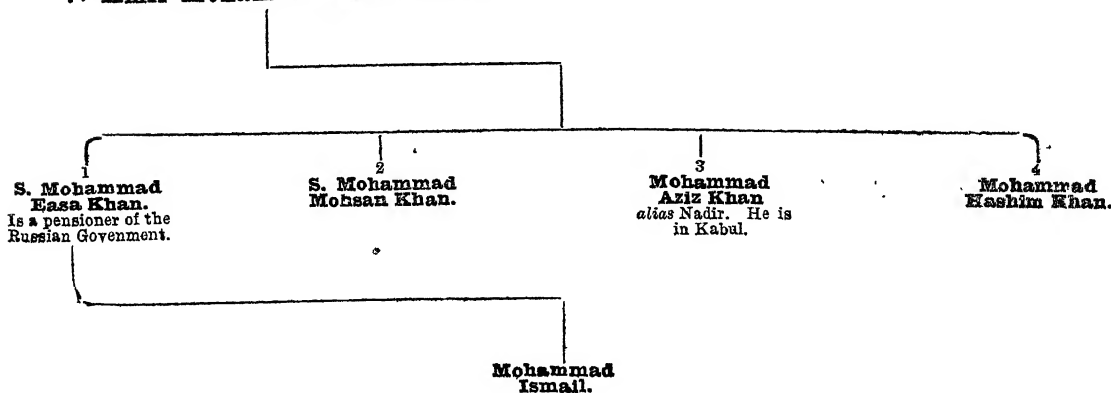 1
S. Mohammad
Easa Khan.
Is a pensioner of the
Russian Govenment.
2
S. Mohammad
Mohsan Khan.
3
Mohammad
Aziz Khan
alias Nadir. He is
in Kabul.
4
Mohammad
Hashim Khan.
Mohammad
Ismail.